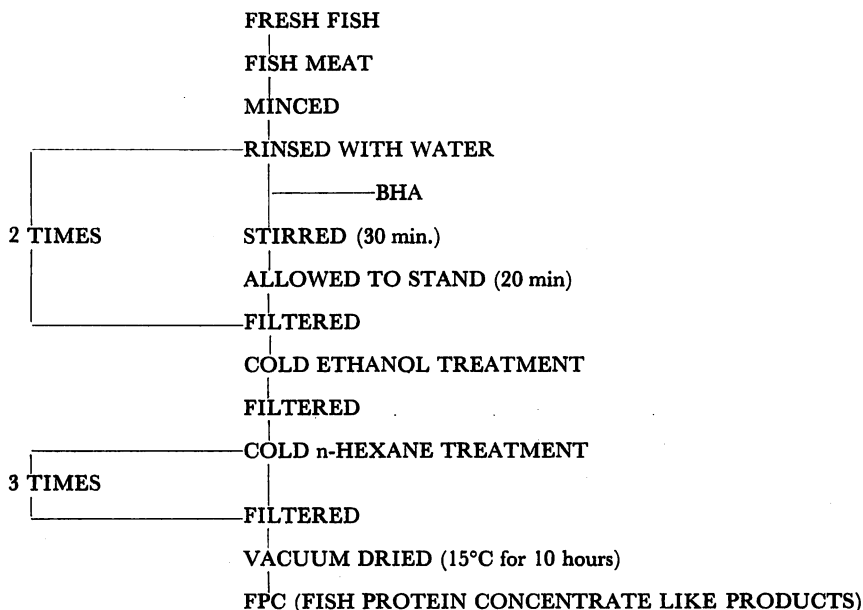 FRESH FISH
FISH MEAT
MINCED
RINSED WITH WATER
BHA
2 TIMES
STIRRED (30 min.)
ALLOWED TO STAND (20 min)
FILTERED
COLD ETHANOL TREATMENT
FILTERED
COLD n-HEXANE TREATMENT
3 TIMES
FILTERED
VACUUM DRIED (15°C for 10 hours)
FPC (FISH PROTEIN CONCENTRATE LIKE PRODUCTS)